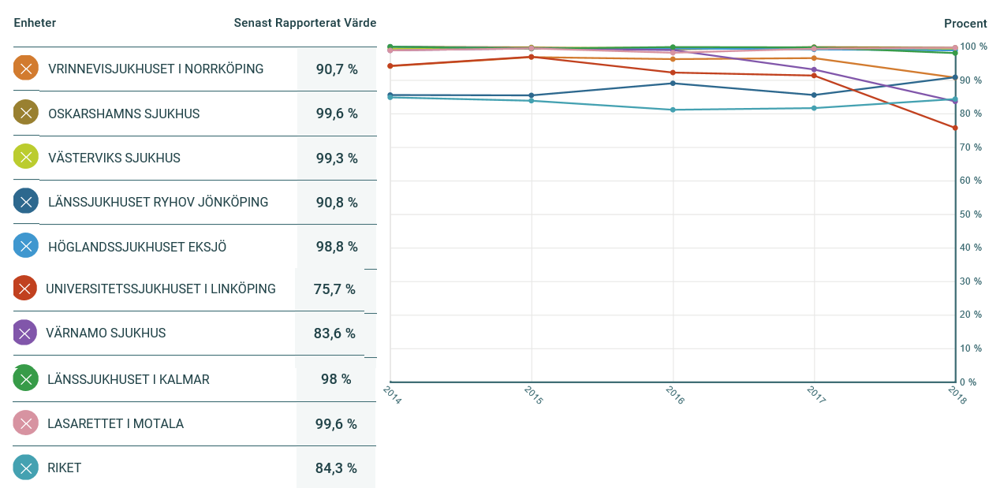 Enheter Senast Rapporterat Värde
VRINNEVISJUKHUSET I NORRKÖPING 90,7 %
OSKARSHAMNS SJUKHUS 99,6 %
VÄSTERVIKS SJUKHUS 99,3 %
LÄNSSJUKHUSET RYHOV JÖNKÖPING 90,8 %
HÖGLANDSSJUKHUSET EKSJÖ 98,8 %
UNIVERSITETSSJUKHUSET I LINKÖPING 75,7 %
VÄRNAMO SJUKHUS 83,6 %
LÄNSSJUKHUSET I KALMAR 98 %
LASARETTET I MOTALA 99,6 %
RIKET 84,3 %
Procent
100 %
90 %
80 %
70 %
60 %
50 %
40 %
30 %
20 %
10 %
0 %
2014 2015 2016 2017 2018